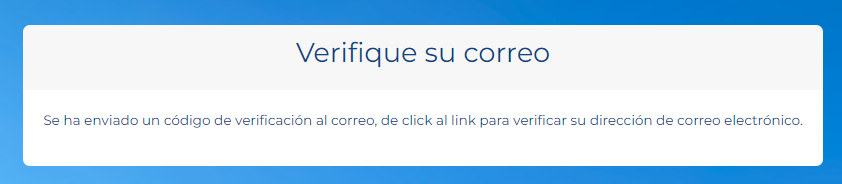 Verifique su correo
Se ha enviado un código de verificación al correo, de click al link para verificar su dirección de correo electrónico.